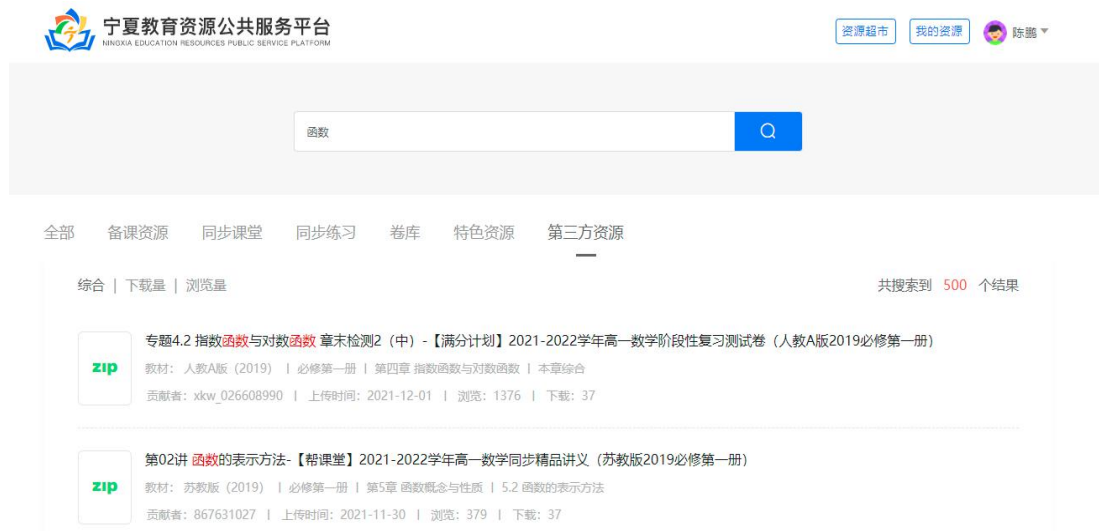 宁夏教育资源公共服务平台
NINGXIA EDUCATION RESOURCES PUBLIC SERVICE PLATFORM
资源超市 我的资源 陈鹏
函数
全部 备课资源 同步课堂 同步练习 卷库 特色资源 第三方资源
综合 | 下载量 | 浏览量 共搜索到 500 个结果
专题4.2 指数函数与对数函数 章末检测2（中）-【满分计划】2021-2022学年高一数学阶段性复习测试卷（人教A版2019必修第一册）
zip 教材： 人教A版（2019） | 必修第一册 | 第四章 指数函数与对数函数 | 本章综合
贡献者：xkw_026608990 | 上传时间：2021-12-01 | 浏览：1376 | 下载：37
第02讲 函数的表示方法-【帮课堂】2021-2022学年高一数学同步精品讲义（苏教版2019必修第一册）
zip 教材： 苏教版（2019） | 必修第一册 | 第5章 函数概念与性质 | 5.2 函数的表示方法
贡献者：867631027 | 上传时间：2021-11-30 | 浏览：379 | 下载：37